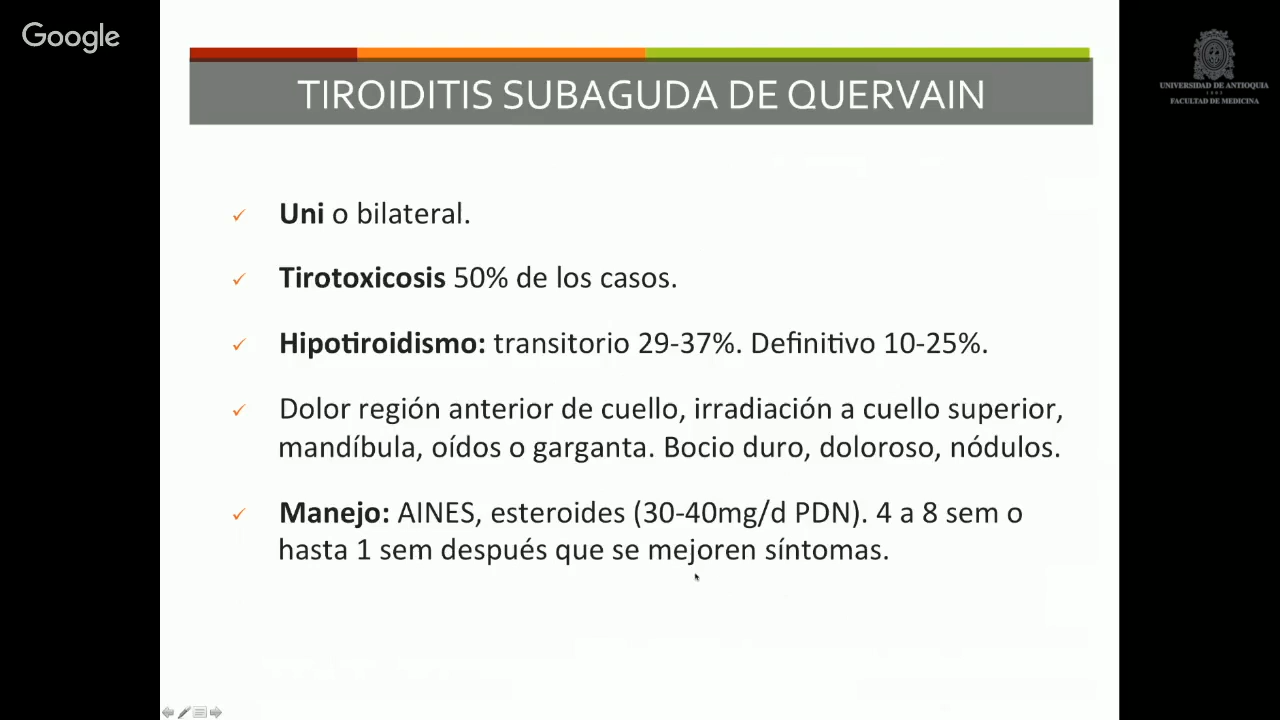 Google
UNIVERSIDAD DE ANTIOQUIA
1803
FACULTAD DE MEDICINA
TIROIDITIS SUBAGUDA DE QUERVAIN
Uni o bilateral.
Tirotoxicosis 50% de los casos.
Hipotiroidismo: transitorio 29-37%. Definitivo 10-25%.
Dolor región anterior de cuello, irradiación a cuello superior,
mandíbula, oídos o garganta. Bocio duro, doloroso, nódulos.
Manejo: AINES, esteroides (30-40mg/d PDN). 4 a 8 sem o
hasta 1 sem después que se mejoren síntomas.